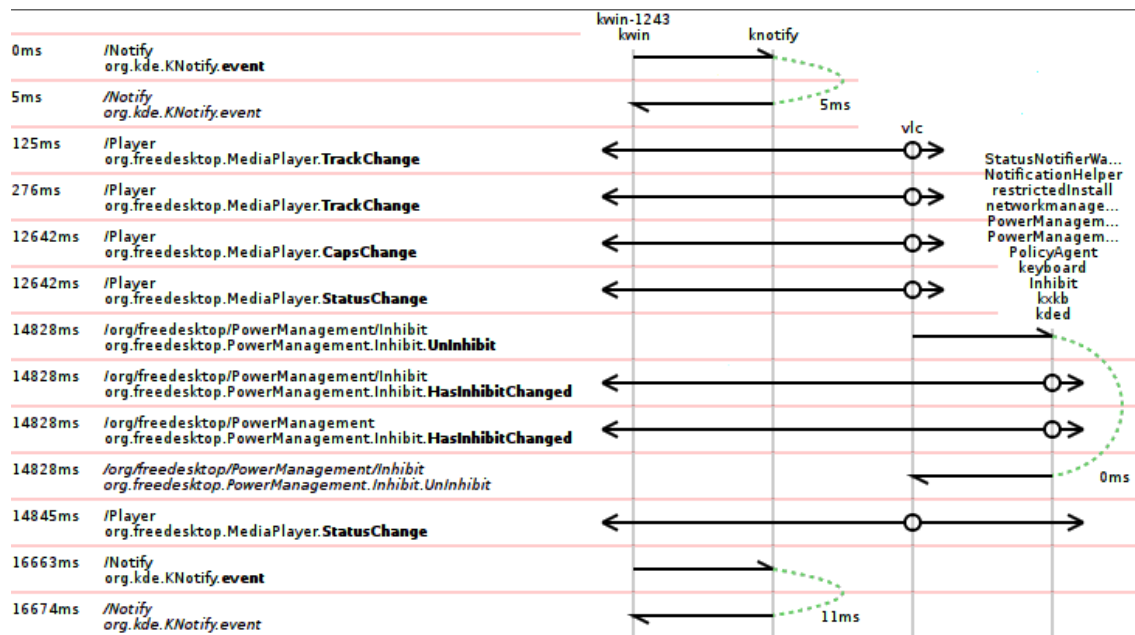 kwin-1243
kwin
knotify
0ms
/Notify
org.kde.KNotify.event
5ms
/Notify
org.kde.KNotify.event
5ms
125ms
/Player
org.freedesktop.MediaPlayer.TrackChange
vlc
276ms
/Player
org.freedesktop.MediaPlayer.TrackChange
12642ms
/Player
org.freedesktop.MediaPlayer.CapsChange
12642ms
/Player
org.freedesktop.MediaPlayer.StatusChange
StatusNotifierWa...
NotificationHelper
restrictedInstall
networkmanage...
PowerManagem...
PowerManagem...
PolicyAgent
keyboard
Inhibit
kxkb
kded
14828ms
/org/freedesktop/PowerManagement/Inhibit
org.freedesktop.PowerManagement.Inhibit.UnInhibit
14828ms
/org/freedesktop/PowerManagement/Inhibit
org.freedesktop.PowerManagement.Inhibit.HasInhibitChanged
14828ms
/org/freedesktop/PowerManagement
org.freedesktop.PowerManagement.Inhibit.HasInhibitChanged
14828ms
/org/freedesktop/PowerManagement/Inhibit
org.freedesktop.PowerManagement.Inhibit.UnInhibit
0ms
14845ms
/Player
org.freedesktop.MediaPlayer.StatusChange
16663ms
/Notify
org.kde.KNotify.event
16674ms
/Notify
org.kde.KNotify.event
11ms